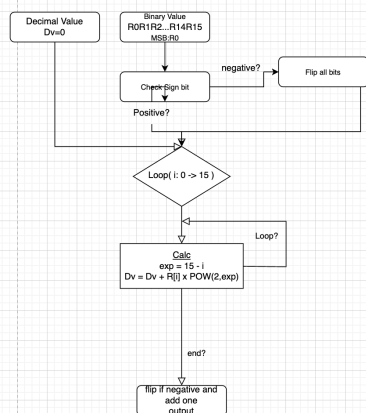 Decimal Value
Dv=0
Binary Value
R0R1R2...R14R15
MSB:R0
Check Sign bit
negative?
Flip all bits
Positive?
Loop( i: 0 -> 15 )
Loop?
Calc
exp = 15 - i
Dv = Dv + R[i] x POW(2,exp)
end?
flip if negative and
add one
output